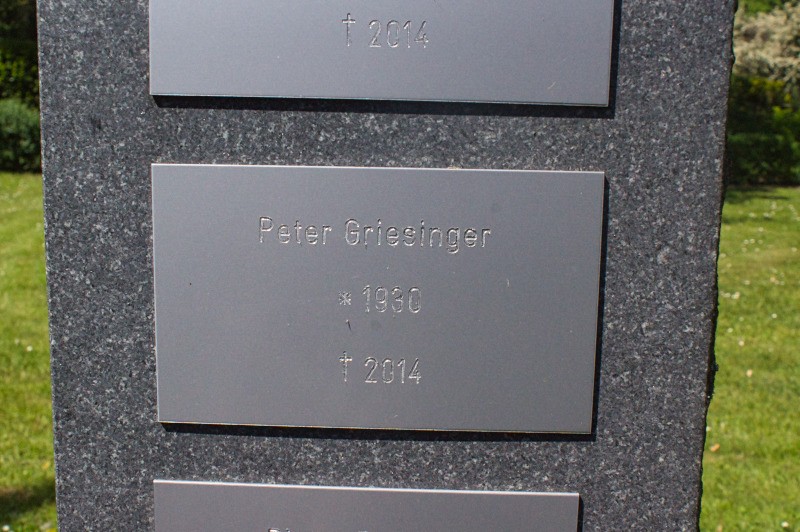 † 2014
Peter Griesinger
* 1930
† 2014